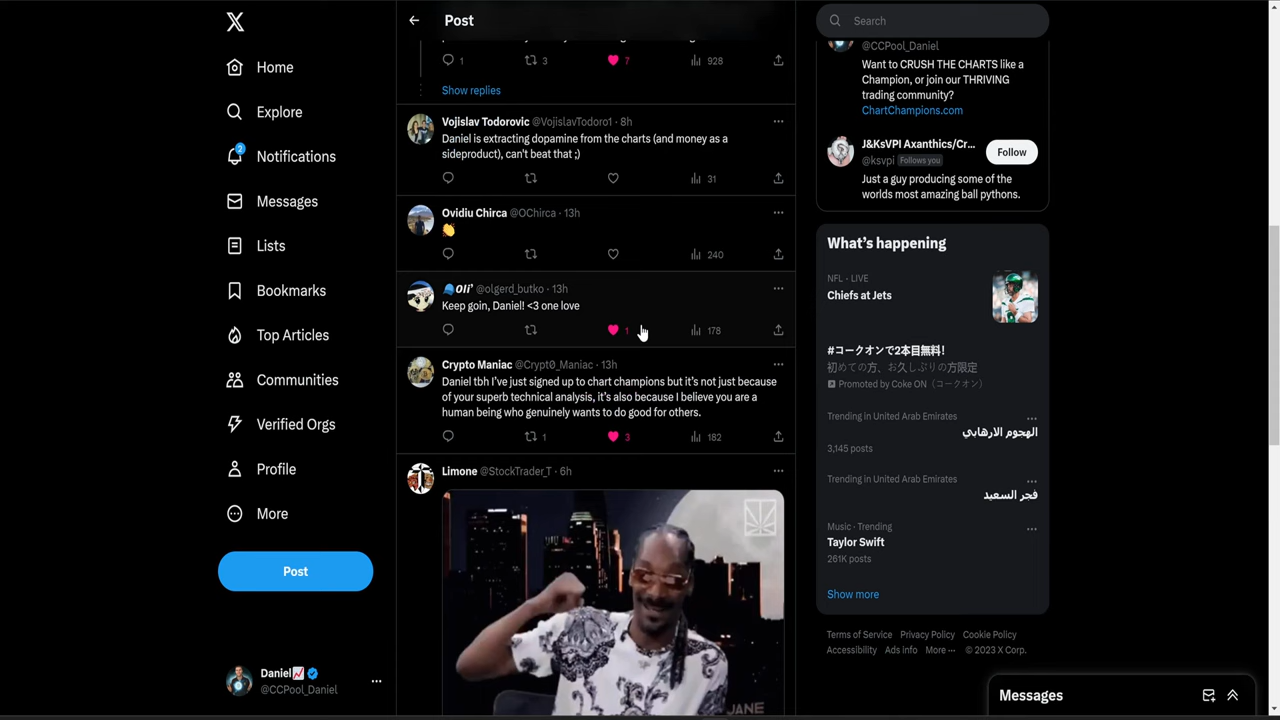 Home
Explore
2
Notifications
Messages
Lists
Bookmarks
Top Articles
Communities
Verified Orgs
Profile
More
Post
Daniel📈
@CCPool_Daniel
Post
1 3 7 928
Show replies
Vojislav Todorovic @VojislavTodoro1 · 8h
Daniel is extracting dopamine from the charts (and money as a
sideproduct), can't beat that ;)
31
Ovidiu Chirca @OChirca · 13h
👏
240
🧢Oli' @olgerd_butko · 13h
Keep goin, Daniel! <3 one love
1 178
Crypto Maniac @Crypt0_Maniac · 13h
Daniel tbh I've just signed up to chart champions but it's not just because
of your superb technical analysis, it's also because I believe you are a
human being who genuinely wants to do good for others.
1 3 182
Limone @StockTrader_T · 6h
JANE
Search
@CCPool_Daniel
Want to CRUSH THE CHARTS like a
Champion, or join our THRIVING
trading community?
ChartChampions.com
J&KsVPI Axanthics/Cr...
@ksvpi Follows you
Follow
Just a guy producing some of the
worlds most amazing ball pythons.
What's happening
NFL · LIVE
Chiefs at Jets
#コークオンで2本目無料!
初めての方、お久しぶりの方限定
Promoted by Coke ON（コークオン）
Trending in United Arab Emirates
الهجوم الارهابي
3,145 posts
Trending in United Arab Emirates
فجر السعيد
Music · Trending
Taylor Swift
261K posts
Show more
Terms of Service Privacy Policy Cookie Policy
Accessibility Ads info More ··· © 2023 X Corp.
Messages